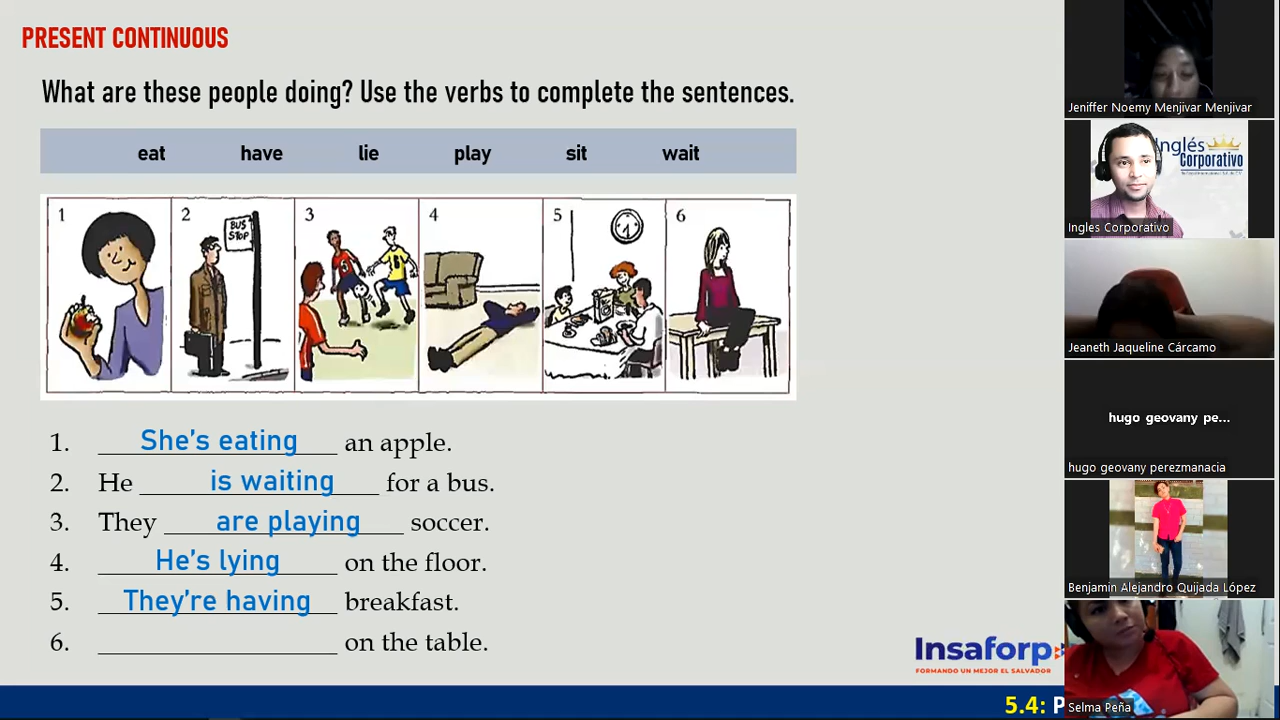 PRESENT CONTINUOUS
What are these people doing? Use the verbs to complete the sentences.
eat have lie play sit wait
1 2 3 4 5 6
BUS
STOP
1. She's eating an apple.
2. He is waiting for a bus.
3. They are playing soccer.
4. He's lying on the floor.
5. They're having breakfast.
6. ____________________ on the table.
Insaforp
FORMANDO UN MEJOR EL SALVADOR
5.4: P
Jeniffer Noemy Menjivar Menjivar
Inglés
Corporativo
Ingles Corporativo
Jeaneth Jaqueline Cárcamo
hugo geovany pe...
hugo geovany perezmanacia
Benjamin Alejandro Quijada López
Selma Peña